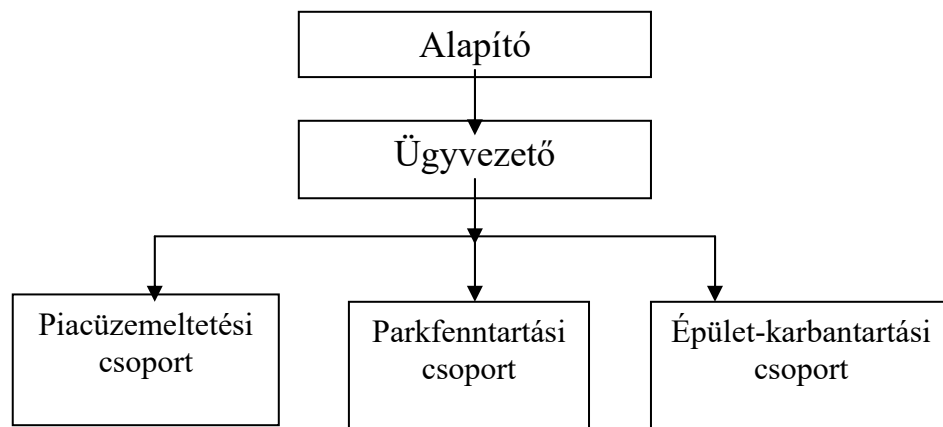 Alapító
Ügyvezető
Piacüzemeltetési
csoport
Parkfenntartási
csoport
Épület-karbantartási
csoport